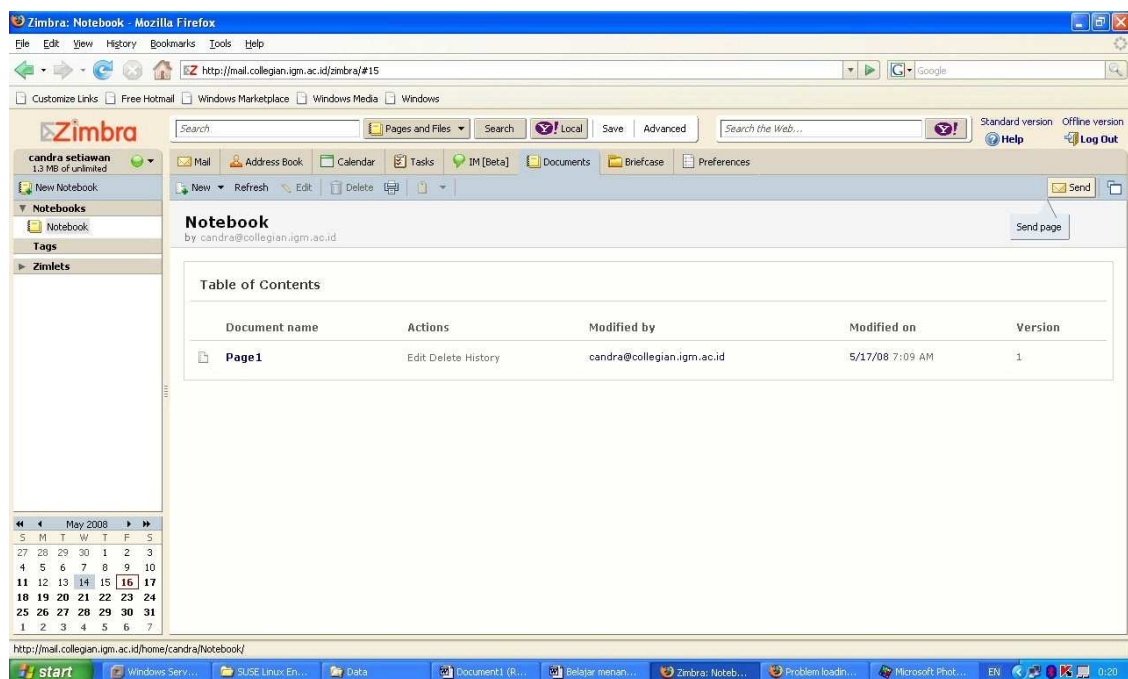 Zimbra: Notebook - Mozilla Firefox
File Edit View History Bookmarks Tools Help
http://mail.collegian.igm.ac.id/zimbra/#15
Google
Customize Links Free Hotmail Windows Marketplace Windows Media Windows
Zimbra
Search Pages and Files Search Y! Local Save Advanced Search the Web... Y!
Standard version Offline version
Help Log Out
candra setiawan
1.3 MB of unlimited
Mail Address Book Calendar Tasks IM [Beta] Documents Briefcase Preferences
New Notebook
New Refresh Edit Delete
Send
Send page
Notebooks
Notebook
Tags
Zimlets
Notebook
by candra@collegian.igm.ac.id
Table of Contents
Document name Actions Modified by Modified on Version
Page1 Edit Delete History candra@collegian.igm.ac.id 5/17/08 7:09 AM 1
May 2008
S M T W T F S
27 28 29 30 1 2 3
4 5 6 7 8 9 10
11 12 13 14 15 16 17
18 19 20 21 22 23 24
25 26 27 28 29 30 31
1 2 3 4 5 6 7
http://mail.collegian.igm.ac.id/home/candra/Notebook/
start Windows Serv... SUSE Linux En... Data Document1 (R... Belajar menan... Zimbra: Noteb... Problem loadin... Microsoft Phot... EN 0:20